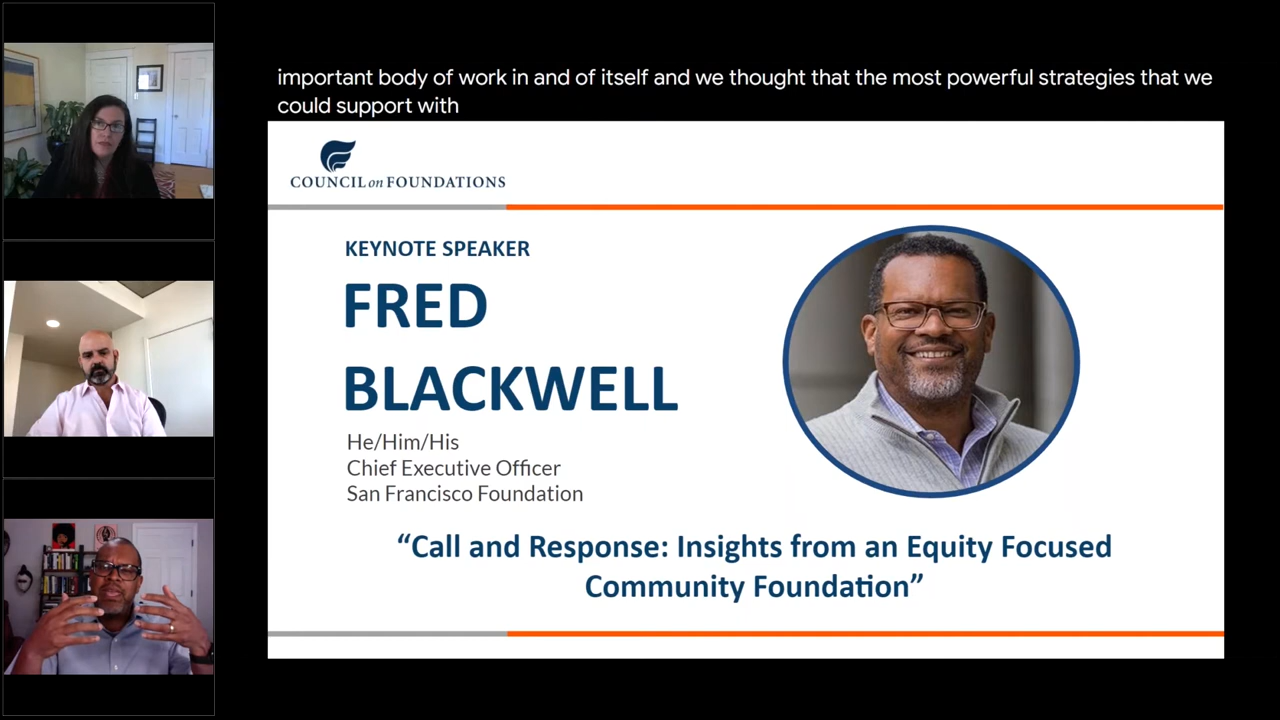 important body of work in and of itself and we thought that the most powerful strategies that we
could support with
COUNCIL on FOUNDATIONS
KEYNOTE SPEAKER
FRED
BLACKWELL
He/Him/His
Chief Executive Officer
San Francisco Foundation
“Call and Response: Insights from an Equity Focused
Community Foundation”